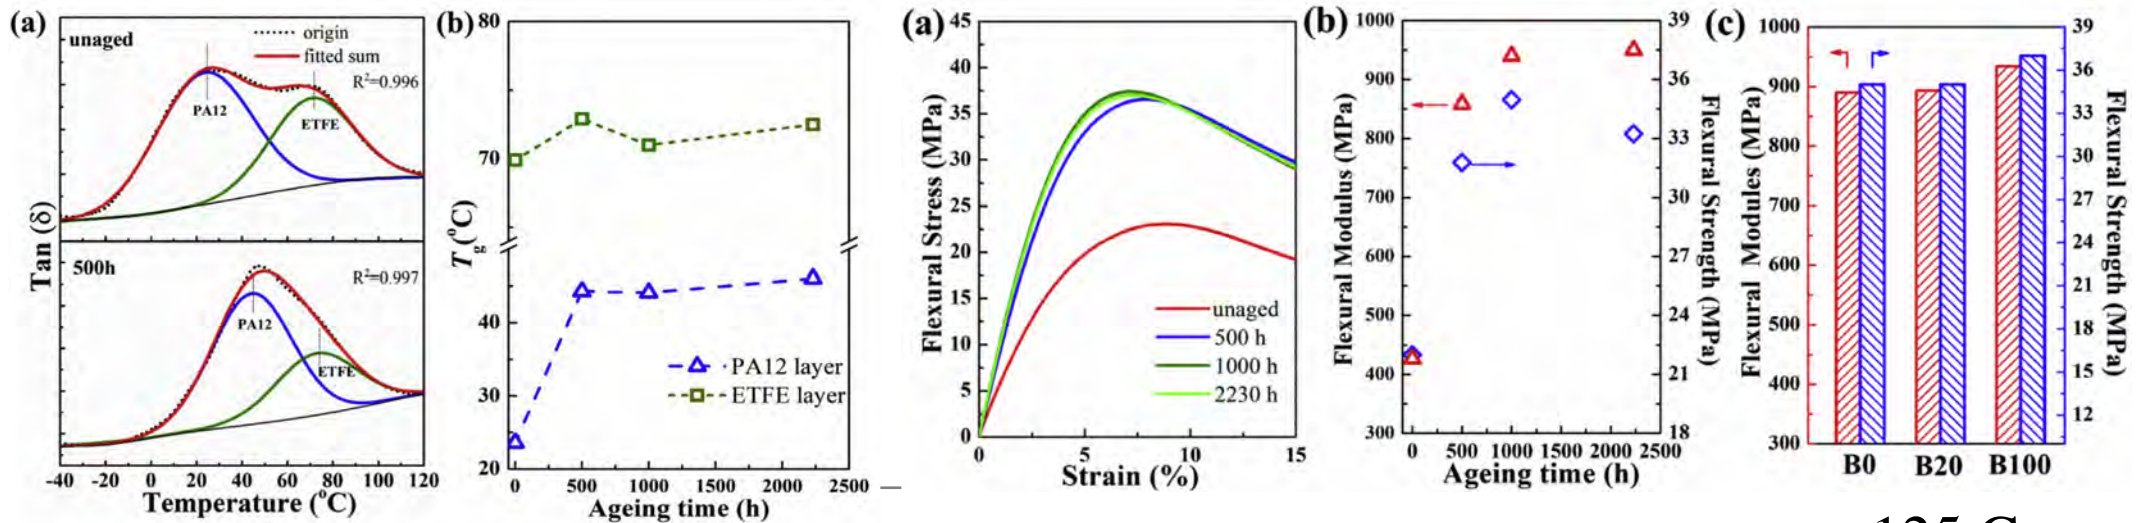 (a)
unaged
origin
fitted sum
R²=0.996
PA12
ETFE
500h
R²=0.997
PA12
ETFE
Tan (δ)
-40 -20 0 20 40 60 80 100 120
Temperature (°C)
(b)
80
70
40
30
20
Tg (°C)
PA12 layer
ETFE layer
0 500 1000 1500 2000 2500
Ageing time (h)
(a)
45
40
35
30
25
20
15
10
5
0
Flexural Stress (MPa)
unaged
500 h
1000 h
2230 h
0 5 10 15
Strain (%)
(b)
1000
900
800
700
600
500
400
300
Flexural Modulus (MPa)
39
36
33
30
27
24
21
18
Flexural Strength (MPa)
0 500 1000 1500 2000 2500
Ageing time (h)
(c)
1000
900
800
700
600
500
400
300
Flexural Modules (MPa)
39
36
33
30
27
24
21
18
15
12
Flexural Strength (MPa)
B0 B20 B100